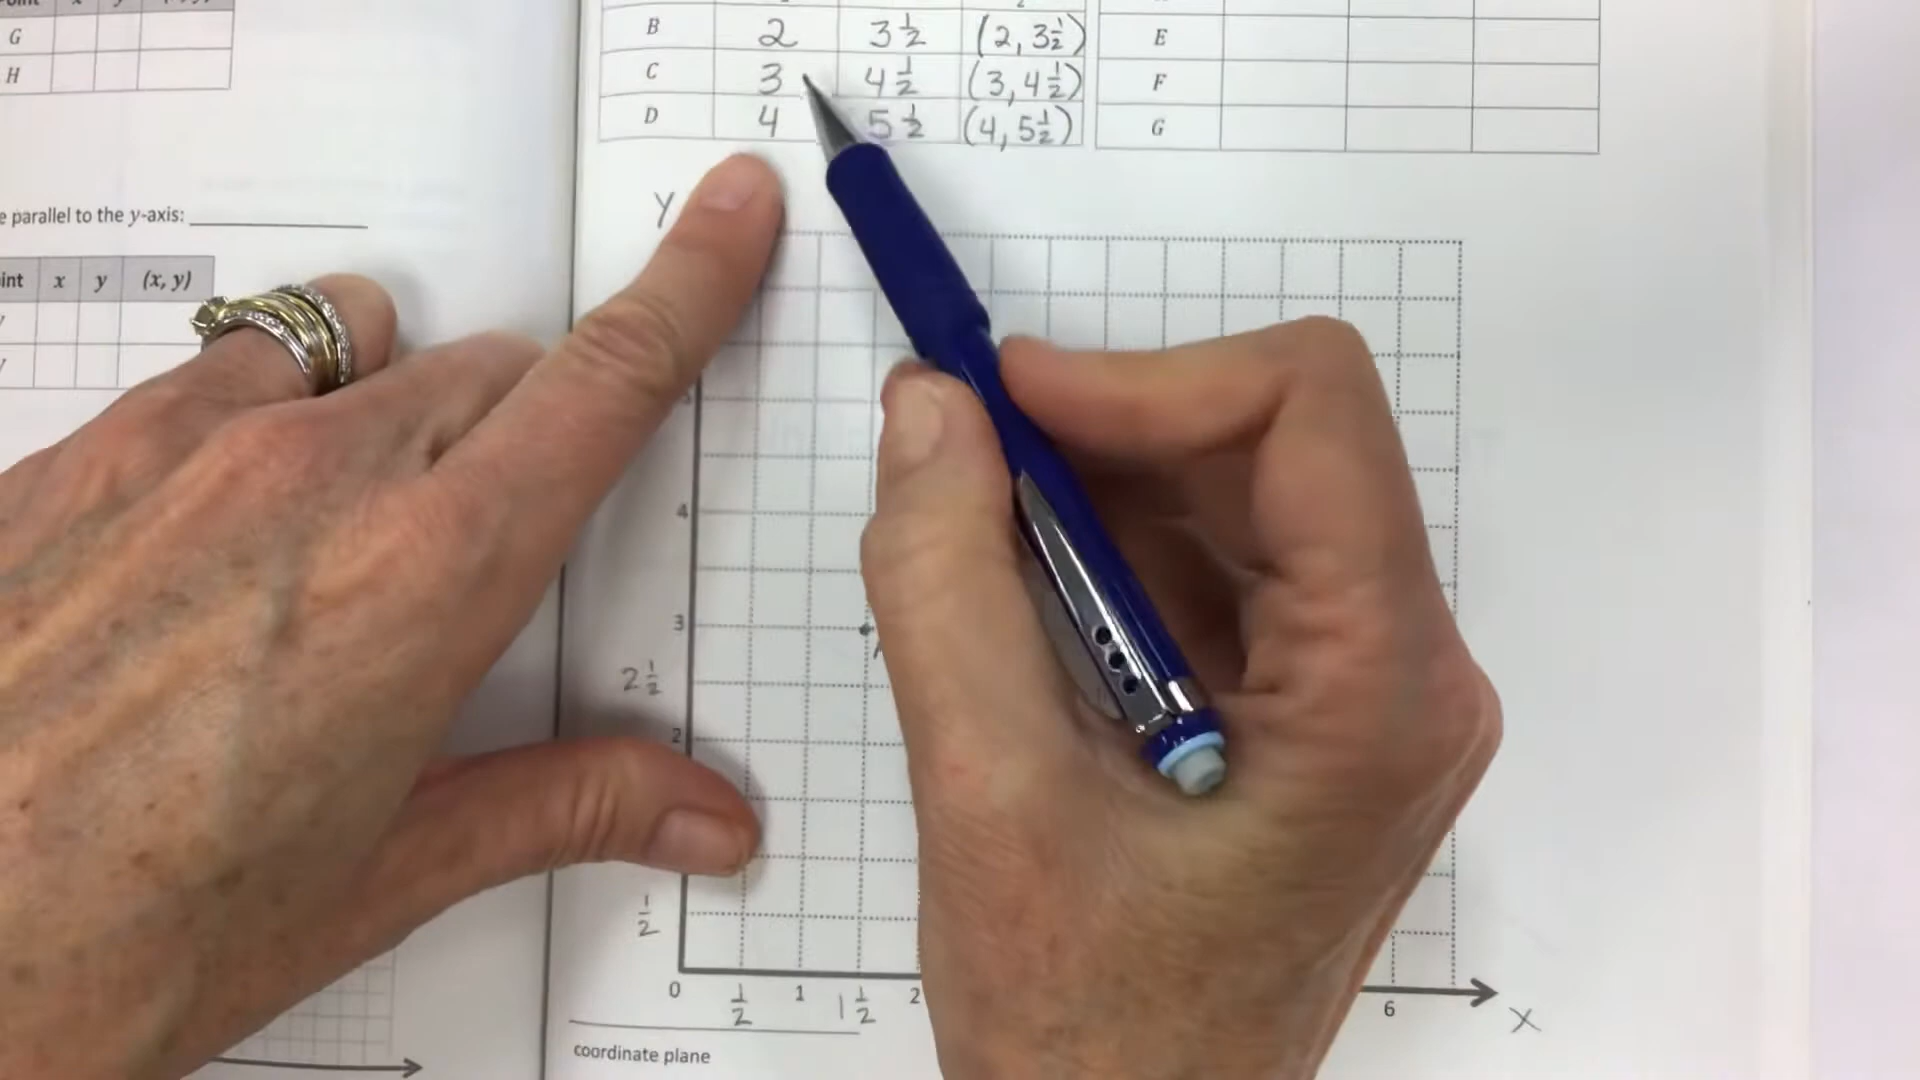 G
H
e parallel to the y-axis:
int x y (x, y)
B 2 3 1/2 (2, 3 1/2)
C 3 4 1/2 (3, 4 1/2)
D 4 5 1/2 (4, 5 1/2)
E
F
G
y
4
3
2 1/2
2
1/2
0 1/2 1 1 1/2 2 6 x
coordinate plane